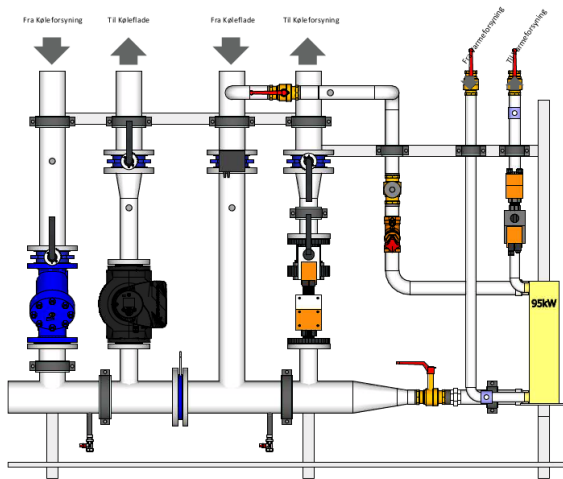 Fra Køleforsyning
Til Køleflade
Fra Køleflade
Til Køleforsyning
Fra Varmeforsyning
Til Varmeforsyning
95kW